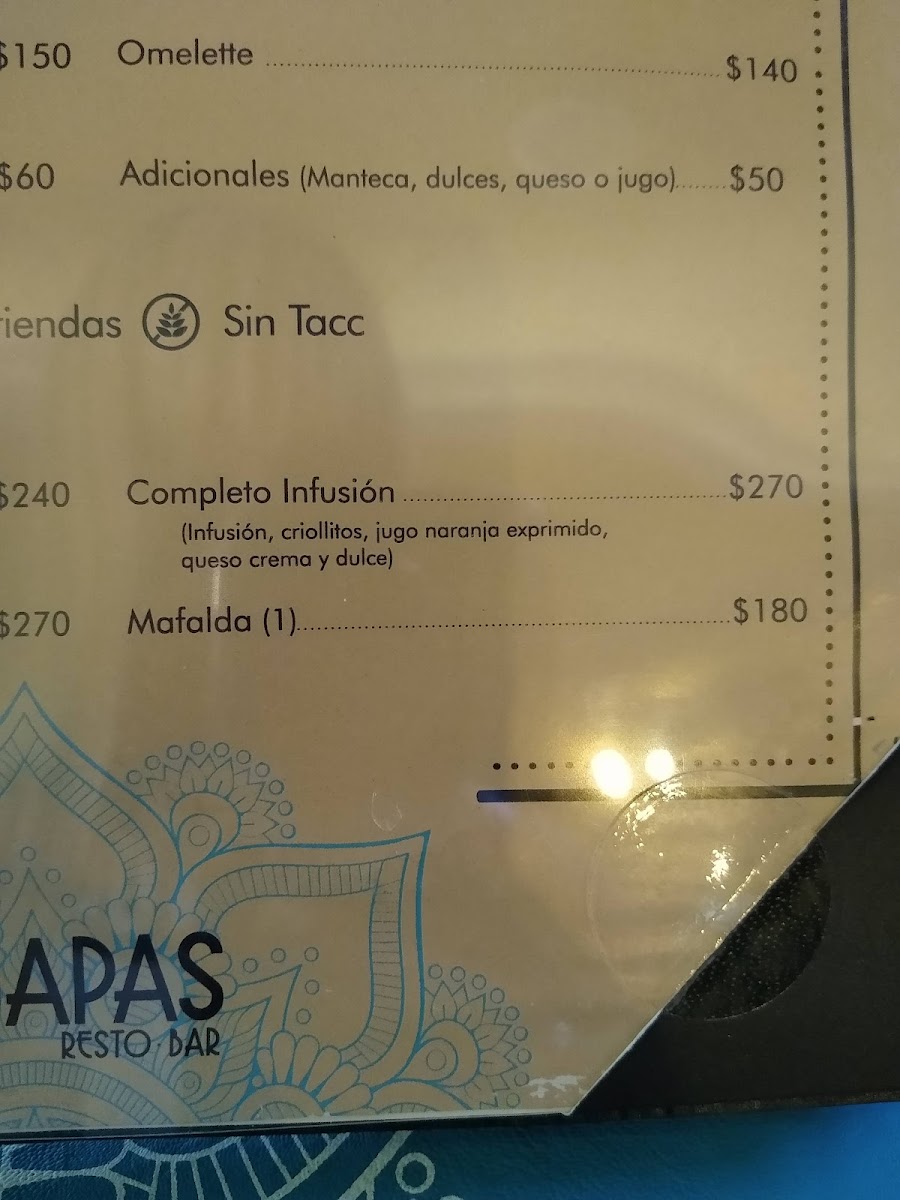 $150 Omelette $140
$60 Adicionales (Manteca, dulces, queso o jugo) $50
riendas Sin Tacc
$240 Completo Infusión $270
(Infusión, criollitos, jugo naranja exprimido,
queso crema y dulce)
$270 Mafalda (1) $180
APAS
RESTO BAR